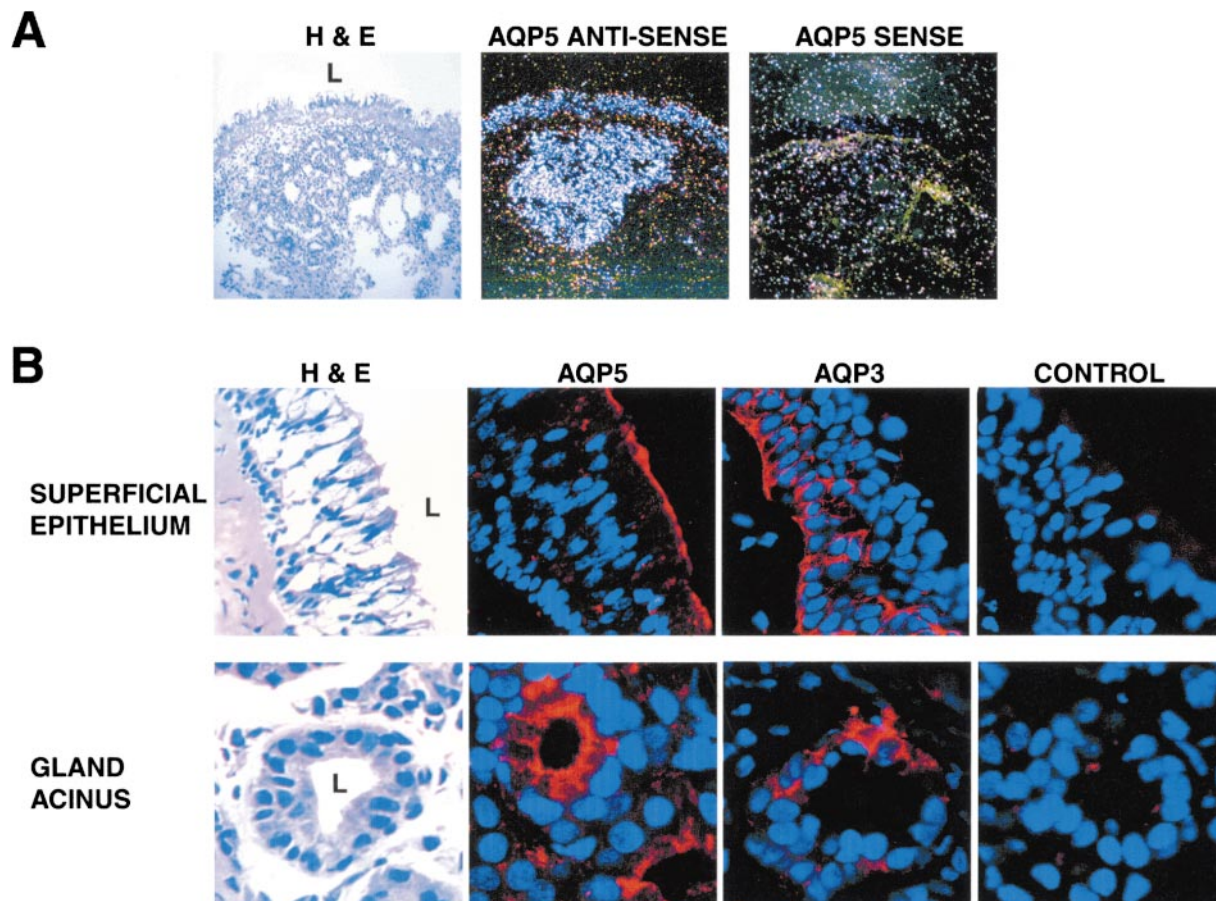 A
H & E
AQP5 ANTI-SENSE
AQP5 SENSE
L
B
H & E
AQP5
AQP3
CONTROL
SUPERFICIAL
EPITHELIUM
L
GLAND
ACINUS
L